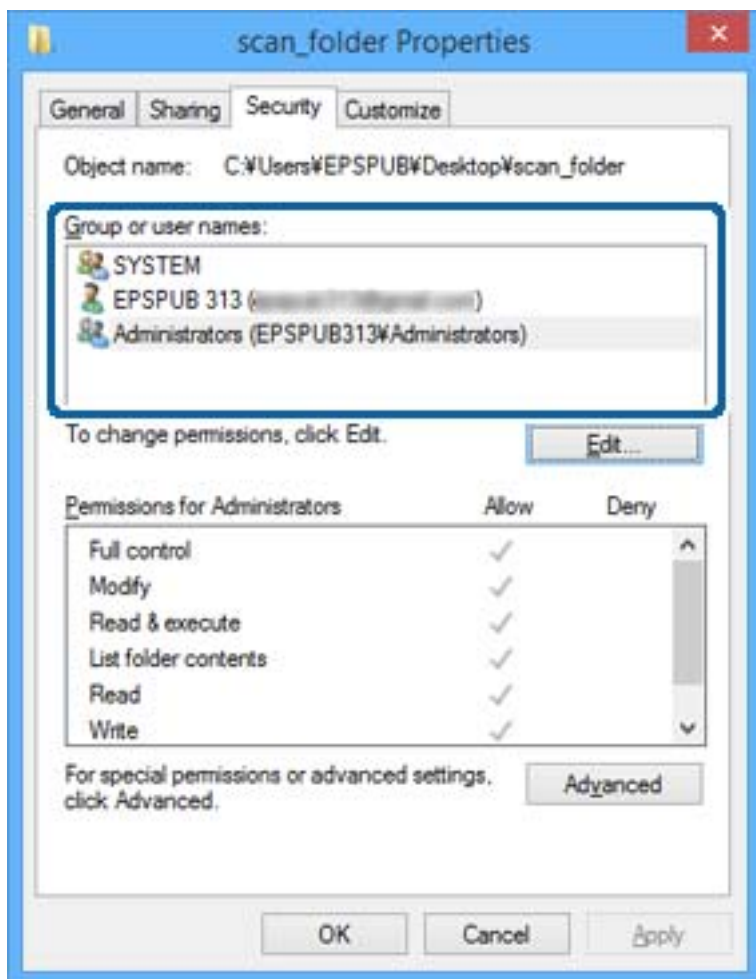 scan_folder Properties
General Sharing Security Customize
Object name: C:¥Users¥EPSPUB¥Desktop¥scan_folder
Group or user names:
SYSTEM
EPSPUB 313 ( )
Administrators (EPSPUB313¥Administrators)
To change permissions, click Edit.
Edit...
Permissions for Administrators Allow Deny
Full control
Modify
Read & execute
List folder contents
Read
Write
For special permissions or advanced settings,
click Advanced.
Advanced
OK Cancel Apply